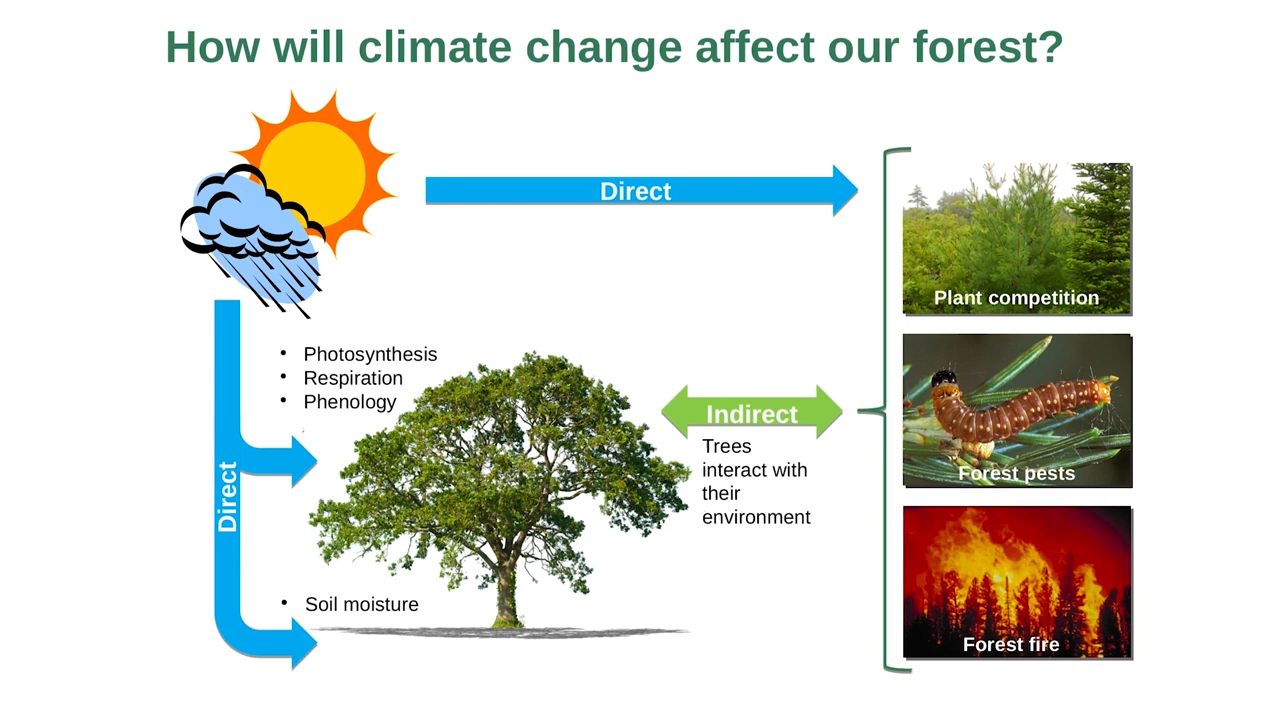 How will climate change affect our forest?
Direct
Plant competition
• Photosynthesis
• Respiration
• Phenology
Indirect
Trees
interact with
their
environment
Forest pests
Direct
• Soil moisture
Forest fire